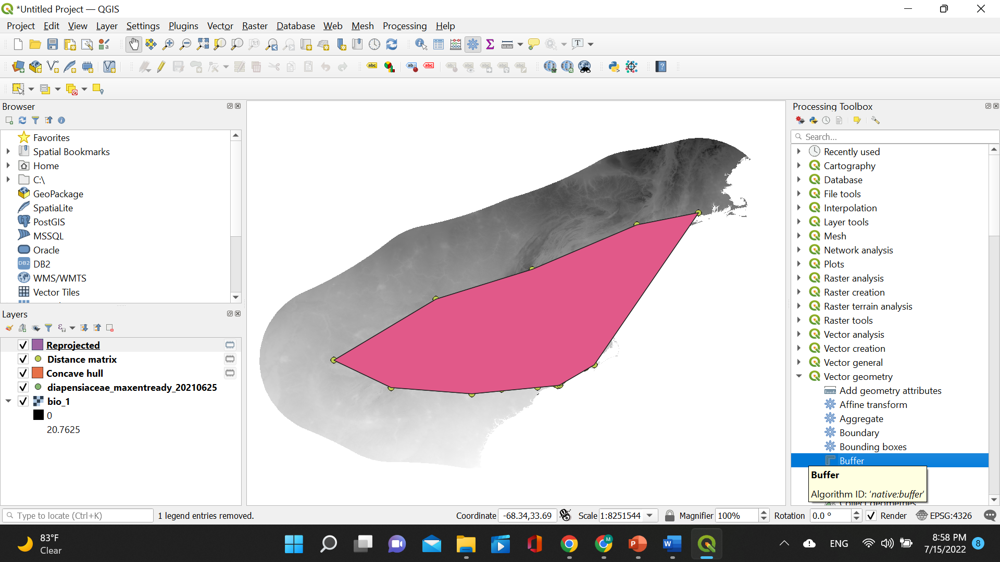 *Untitled Project — QGIS
Project Edit View Layer Settings Plugins Vector Raster Database Web Mesh Processing Help
Browser
Favorites
Spatial Bookmarks
Home
C:\
GeoPackage
SpatiaLite
PostGIS
MSSQL
Oracle
DB2
WMS/WMTS
Vector Tiles
Layers
Reprojected
Distance matrix
Concave hull
diapensiaceae_maxentready_20210625
bio_1
0
20.7625
Processing Toolbox
Search...
Recently used
Cartography
Database
File tools
Interpolation
Layer tools
Mesh
Network analysis
Plots
Raster analysis
Raster creation
Raster terrain analysis
Raster tools
Vector analysis
Vector creation
Vector general
Vector geometry
Add geometry attributes
Affine transform
Aggregate
Boundary
Bounding boxes
Buffer
Buffer
Algorithm ID: 'native:buffer'
Collect geometries
Type to locate (Ctrl+K) 1 legend entries removed. Coordinate -68.34,33.69 Scale 1:8251544 Magnifier 100% Rotation 0.0 ° Render EPSG:4326
83°F
Clear
ENG
8:58 PM
7/15/2022
8